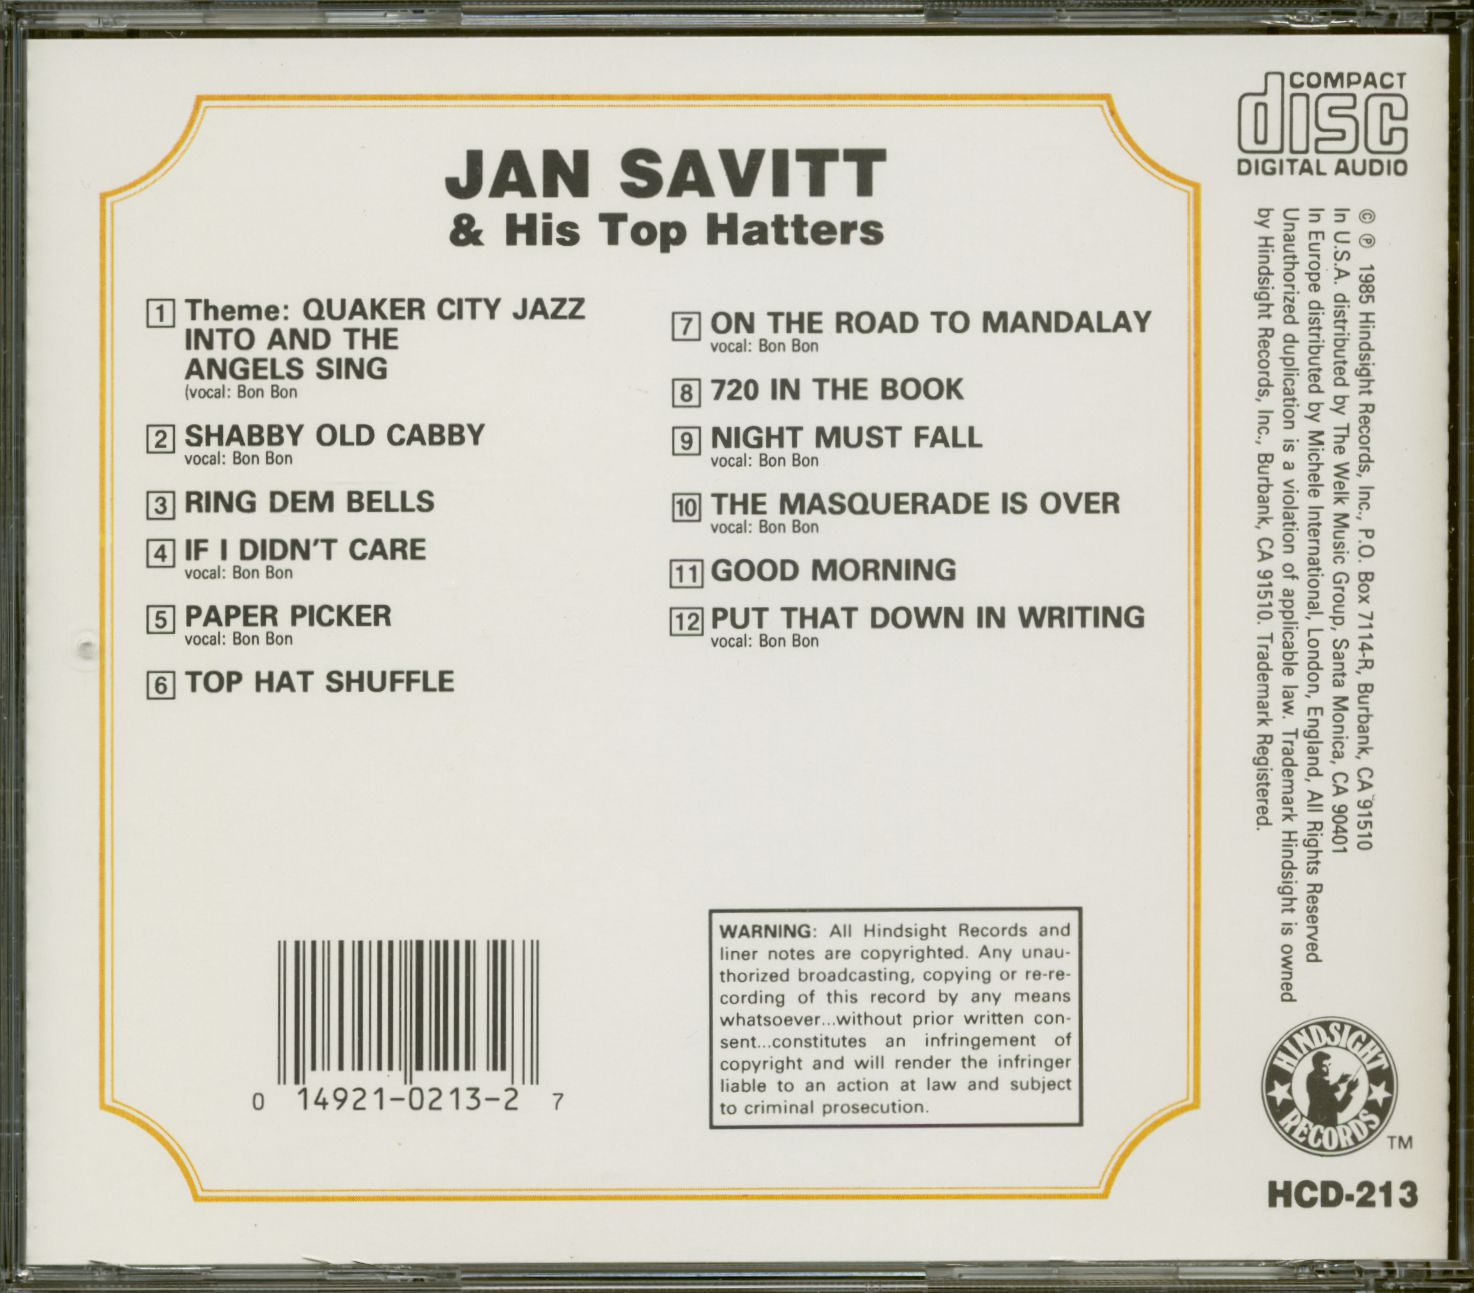 JAN SAVITT
& His Top Hatters
1 Theme: QUAKER CITY JAZZ
INTO AND THE
ANGELS SING
(vocal: Bon Bon
2 SHABBY OLD CABBY
vocal: Bon Bon
3 RING DEM BELLS
4 IF I DIDN'T CARE
vocal: Bon Bon
5 PAPER PICKER
vocal: Bon Bon
6 TOP HAT SHUFFLE
7 ON THE ROAD TO MANDALAY
vocal: Bon Bon
8 720 IN THE BOOK
9 NIGHT MUST FALL
vocal: Bon Bon
10 THE MASQUERADE IS OVER
vocal: Bon Bon
11 GOOD MORNING
12 PUT THAT DOWN IN WRITING
vocal: Bon Bon
0 14921-0213-2 7
WARNING: All Hindsight Records and
liner notes are copyrighted. Any unau-
thorized broadcasting, copying or re-re-
cording of this record by any means
whatsoever...without prior written con-
sent...constitutes an infringement of
copyright and will render the infringer
liable to an action at law and subject
to criminal prosecution.
COMPACT
disc
DIGITAL AUDIO
© ℗ 1985 Hindsight Records, Inc., P.O. Box 7114-R, Burbank, CA 91510
In U.S.A. distributed by The Welk Music Group, Santa Monica, CA 90401
In Europe distributed by Michele International, London, England, All Rights Reserved
Unauthorized duplication is a violation of applicable law. Trademark Hindsight is owned
by Hindsight Records, Inc., Burbank, CA 91510. Trademark Registered.
HINDSIGHT
RECORDS
TM
HCD-213